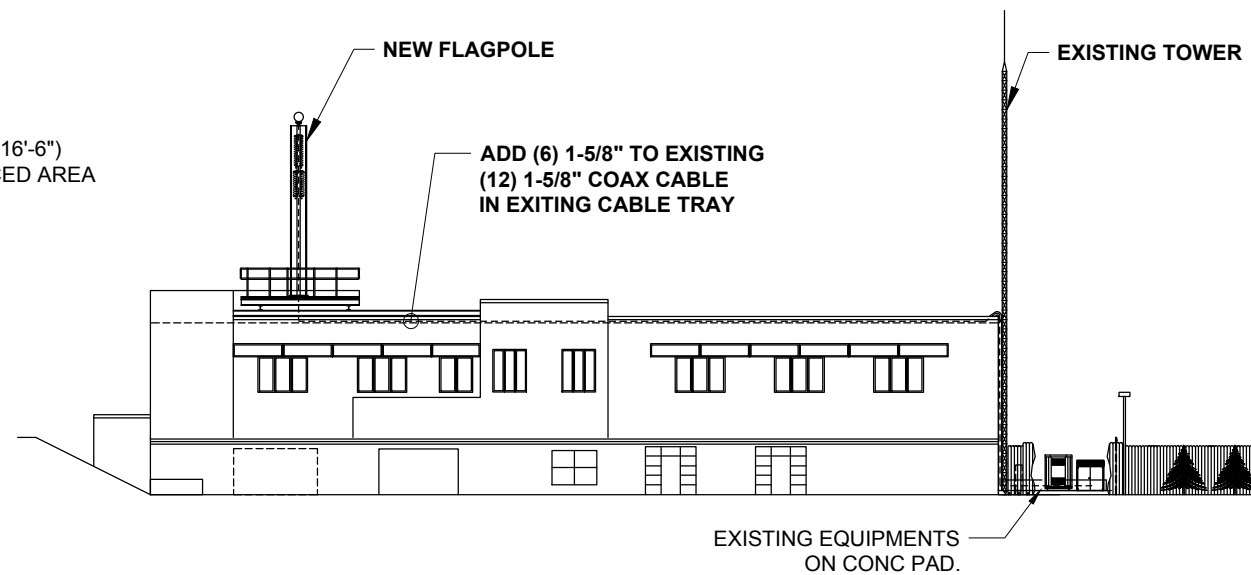 NEW FLAGPOLE
EXISTING TOWER
16'-6")
CED AREA
ADD (6) 1-5/8" TO EXISTING
(12) 1-5/8" COAX CABLE
IN EXITING CABLE TRAY
EXISTING EQUIPMENTS
ON CONC PAD.